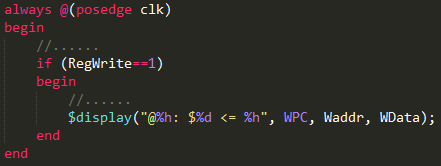 always @(posedge clk)
begin
    //......
    if (RegWrite==1)
    begin
        //......
        $display("@%h: $%d <= %h", WPC, Waddr, WData);
    end
end